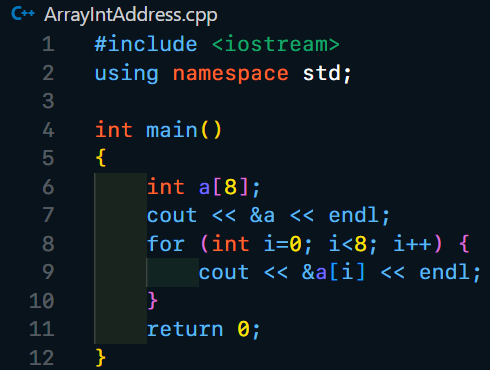 C++ ArrayIntAddress.cpp
1 #include <iostream>
2 using namespace std;
3
4 int main()
5 {
6     int a[8];
7     cout << &a << endl;
8     for (int i=0; i<8; i++) {
9         cout << &a[i] << endl;
10     }
11     return 0;
12 }